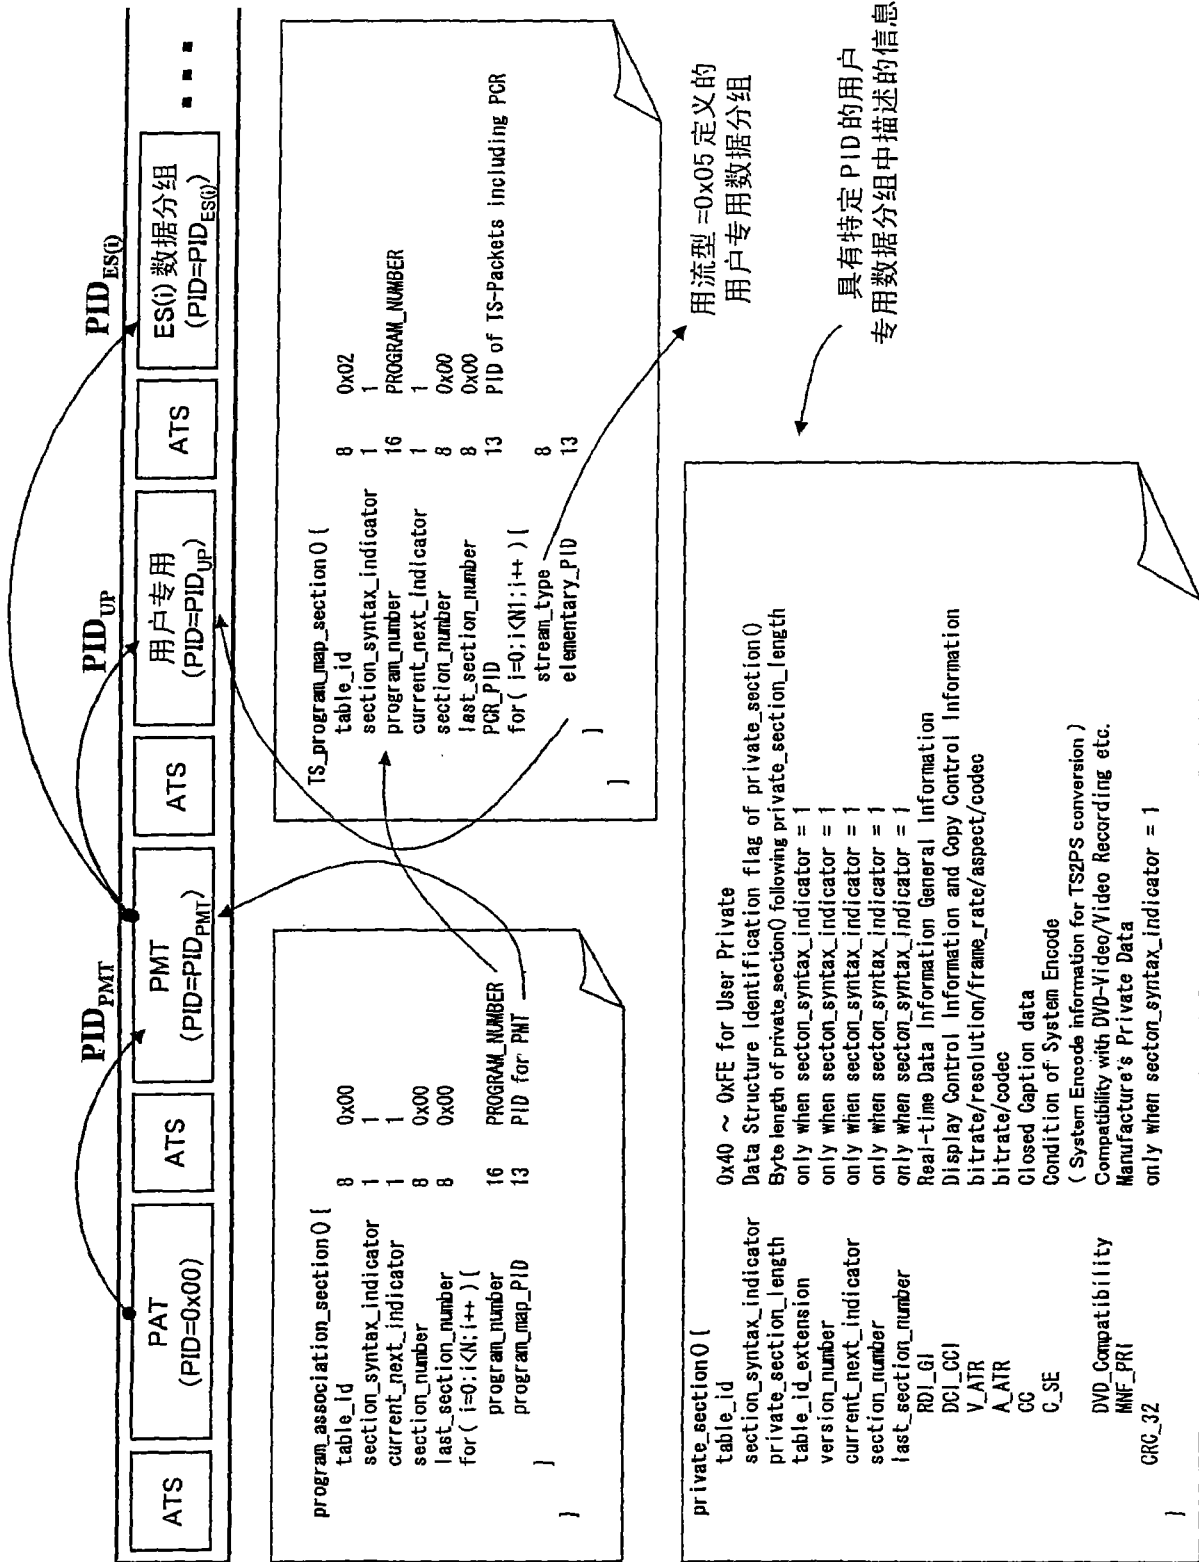 PID_PMT
PID_UP
PID_ES(i)
ATS
PAT
(PID=0x00)
ATS
PMT
(PID=PID_PMT)
ATS
用户专用
(PID=PID_UP)
ATS
ES(i) 数据分组
(PID=PID_ES(i))
program_association_section() {
table_id 8 0x00
section_syntax_indicator 1 1
current_next_indicator 1 1
section_number 8 0x00
last_section_number 8 0x00
for( i=0;i<N;i++ ) {
program_number 16 PROGRAM_NUMBER
program_map_PID 13 PID for PMT
}
}
TS_program_map_section() {
table_id 8 0x02
section_syntax_indicator 1 1
program_number 16 PROGRAM_NUMBER
current_next_indicator 1 1
section_number 8 0x00
last_section_number 8 0x00
PCR_PID 13 PID of TS-Packets including PCR
for( i=0;i<N1;i++ ) {
stream_type 8
elementary_PID 13
}
}
用流型=0x05定义的
用户专用数据分组
private_section() {
table_id 0x40 ~ 0xFE for User Private
section_syntax_indicator Data Structure Identification flag of private_section()
private_section_length Byte length of private_section() following private_section_length
table_id_extension only when secton_syntax_indicator = 1
version_number only when secton_syntax_indicator = 1
current_next_indicator only when secton_syntax_indicator = 1
section_number only when secton_syntax_indicator = 1
last_section_number only when secton_syntax_indicator = 1
RDI_GI Real-time Data Information General Information
DCI_CCI Display Control Information and Copy Control Information
V_ATR bitrate/resolution/frame_rate/aspect/codec
A_ATR bitrate/codec
CC Closed Caption data
C_SE Condition of System Encode
( System Encode information for TS2PS conversion )
DVD_Compatibility Compatibility with DVD-Video/Video Recording etc.
MNF_PRI Manufacture's Private Data
CRC_32 only when secton_syntax_indicator = 1
}
具有特定 PID 的用户
专用数据分组中描述的信息